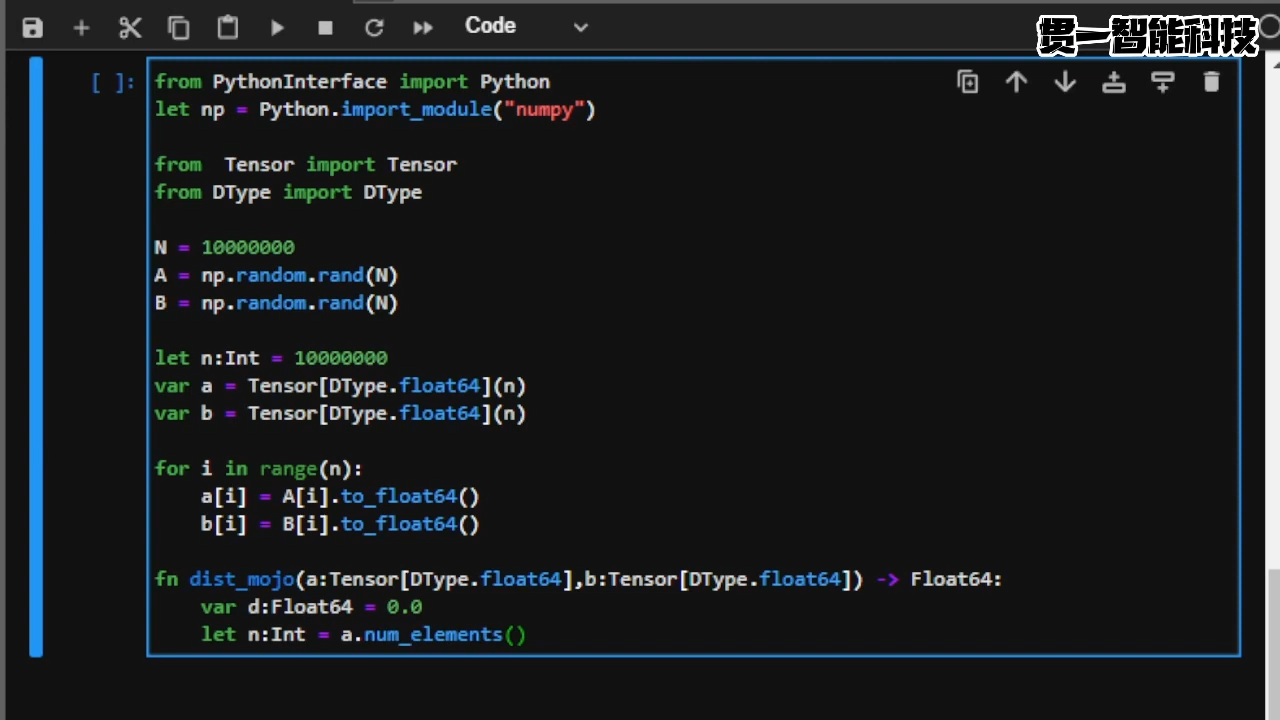 Code
贯一智能科技
[ ]:
from PythonInterface import Python
let np = Python.import_module("numpy")
from  Tensor import Tensor
from DType import DType
N = 10000000
A = np.random.rand(N)
B = np.random.rand(N)
let n:Int = 10000000
var a = Tensor[DType.float64](n)
var b = Tensor[DType.float64](n)
for i in range(n):
    a[i] = A[i].to_float64()
    b[i] = B[i].to_float64()
fn dist_mojo(a:Tensor[DType.float64],b:Tensor[DType.float64]) -> Float64:
    var d:Float64 = 0.0
    let n:Int = a.num_elements()